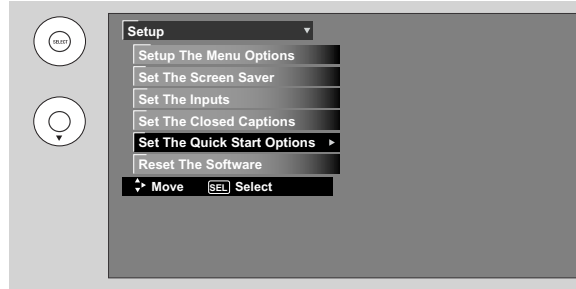 SELECT
Setup
Setup The Menu Options
Set The Screen Saver
Set The Inputs
Set The Closed Captions
Set The Quick Start Options
Reset The Software
Move SEL Select